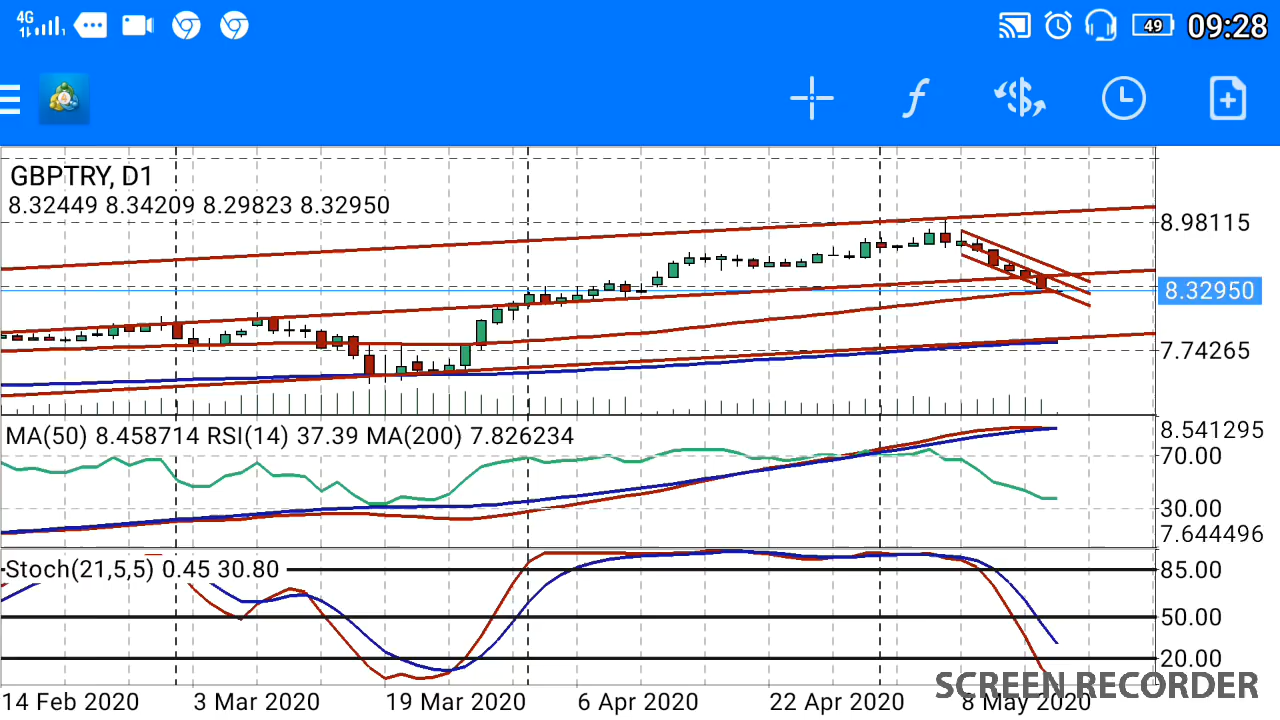 4G 49 09:28
GBPTRY, D1
8.32449 8.34209 8.29823 8.32950
8.98115
8.32950
7.74265
MA(50) 8.458714 RSI(14) 37.39 MA(200) 7.826234
8.541295
70.00
30.00
7.644496
Stoch(21,5,5) 0.45 30.80
85.00
50.00
20.00
14 Feb 2020 3 Mar 2020 19 Mar 2020 6 Apr 2020 22 Apr 2020 8 May 2020
SCREEN RECORDER